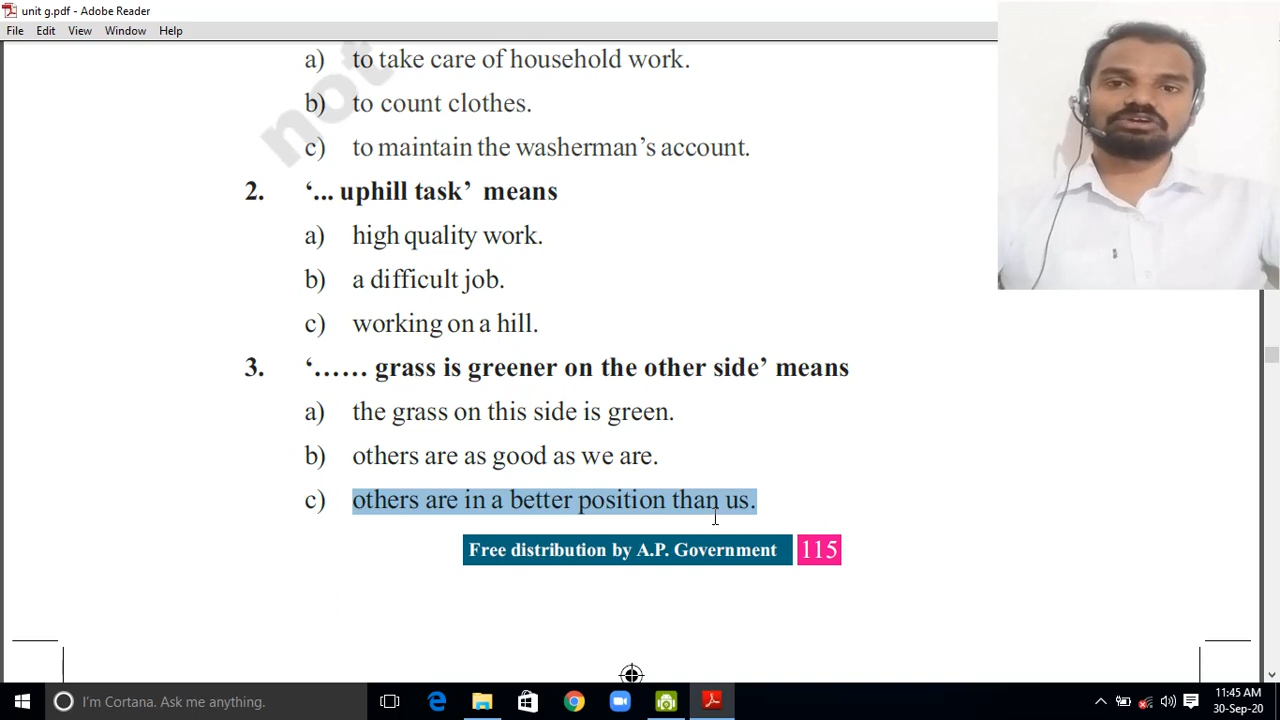 unit g.pdf - Adobe Reader
File Edit View Window Help
not
a) to take care of household work.
b) to count clothes.
c) to maintain the washerman's account.
2. ‘... uphill task’ means
a) high quality work.
b) a difficult job.
c) working on a hill.
3. ‘...... grass is greener on the other side’ means
a) the grass on this side is green.
b) others are as good as we are.
c) others are in a better position than us.
Free distribution by A.P. Government 115
I'm Cortana. Ask me anything.
11:45 AM
30-Sep-20